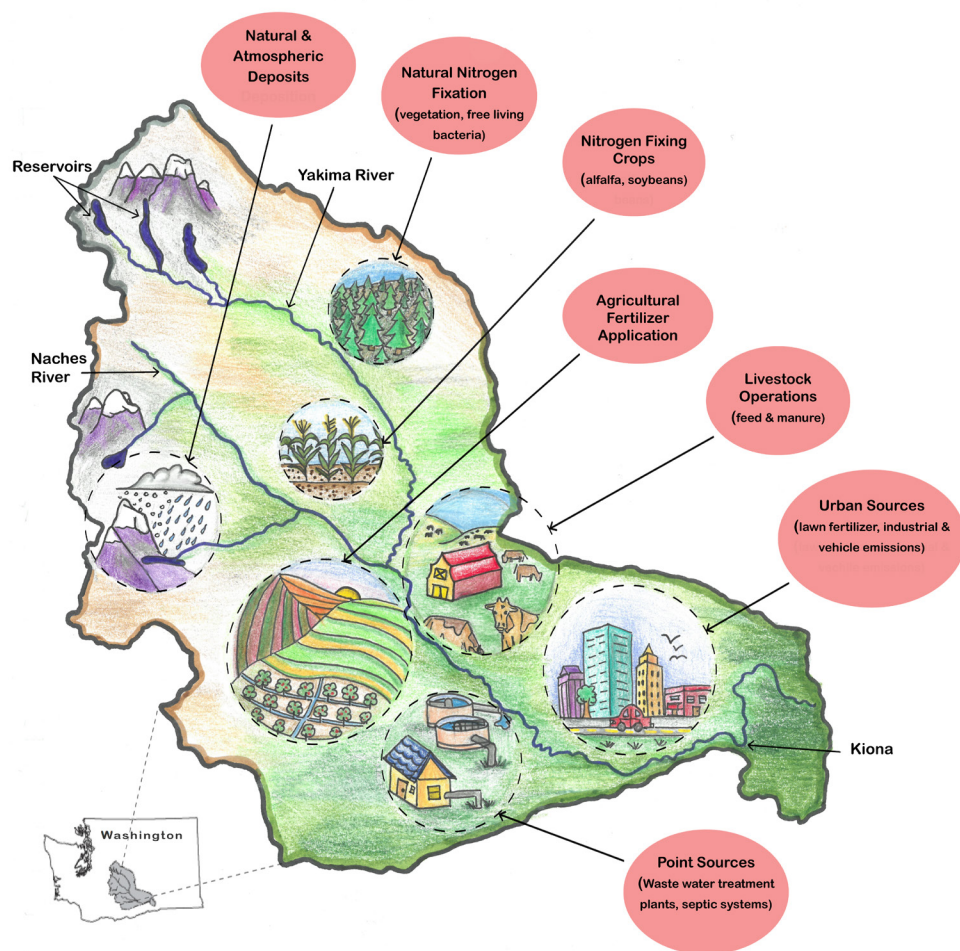 Natural &
Atmospheric
Deposits
Natural Nitrogen
Fixation
(vegetation, free living
bacteria)
Nitrogen Fixing
Crops
(alfalfa, soybeans)
Reservoirs
Yakima River
Agricultural
Fertilizer
Application
Naches
River
Livestock
Operations
(feed & manure)
Urban Sources
(lawn fertilizer, industrial &
vehicle emissions)
Kiona
Washington
Point Sources
(Waste water treatment
plants, septic systems)